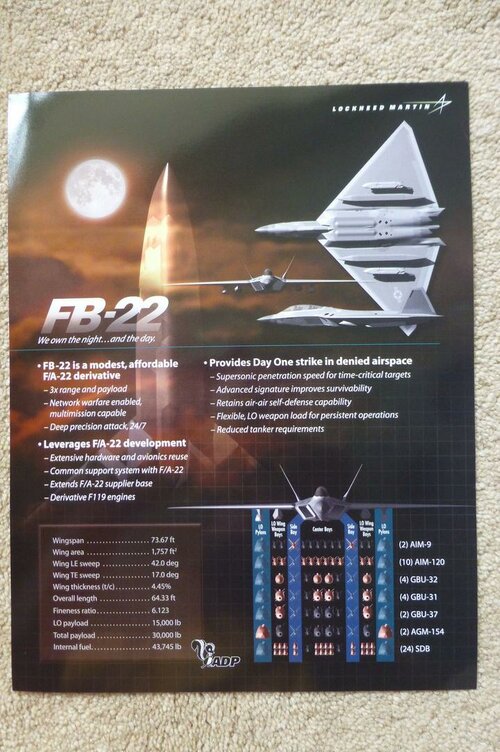 LOCKHEED MARTIN
FB-22
We own the night...and the day.
• FB-22 is a modest, affordable
F/A-22 derivative
– 3x range and payload
– Network warfare enabled,
multimission capable
– Deep precision attack, 24/7
• Leverages F/A-22 development
– Extensive hardware and avionics reuse
– Common support system with F/A-22
– Extends F/A-22 supplier base
– Derivative F119 engines
• Provides Day One strike in denied airspace
– Supersonic penetration speed for time-critical targets
– Advanced signature improves survivability
– Retains air-air self-defense capability
– Flexible, LO weapon load for persistent operations
– Reduced tanker requirements
Wingspan .................... 73.67 ft
Wing area ................... 1,757 ft²
Wing LE sweep ............... 42.0 deg
Wing TE sweep ............... 17.0 deg
Wing thickness (t/c) ........ 4.45%
Overall length .............. 64.33 ft
Fineness ratio .............. 6.123
LO payload .................. 15,000 lb
Total payload ............... 30,000 lb
Internal fuel ............... 43,745 lb
ADP
LO Pylons
LO Wing Weapon Bays
Side Bay
Center Bays
Side Bay
LO Wing Weapon Bays
LO Pylons
(2) AIM-9
(10) AIM-120
(4) GBU-32
(4) GBU-31
(2) GBU-37
(2) AGM-154
(24) SDB